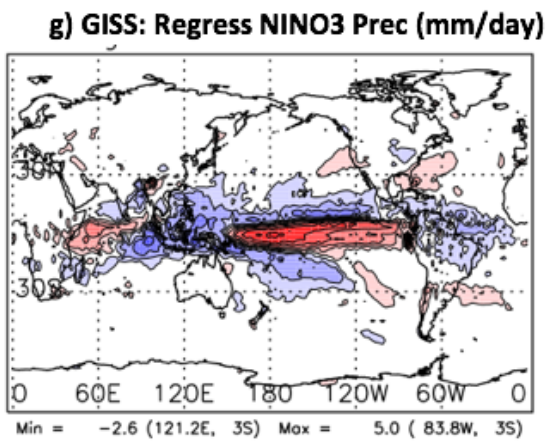 g) GISS: Regress NINO3 Prec (mm/day)
30N
30S
0 60E 120E 180 120W 60W 0
Min = -2.6 (121.2E, 3S) Max = 5.0 ( 83.8W, 3S)